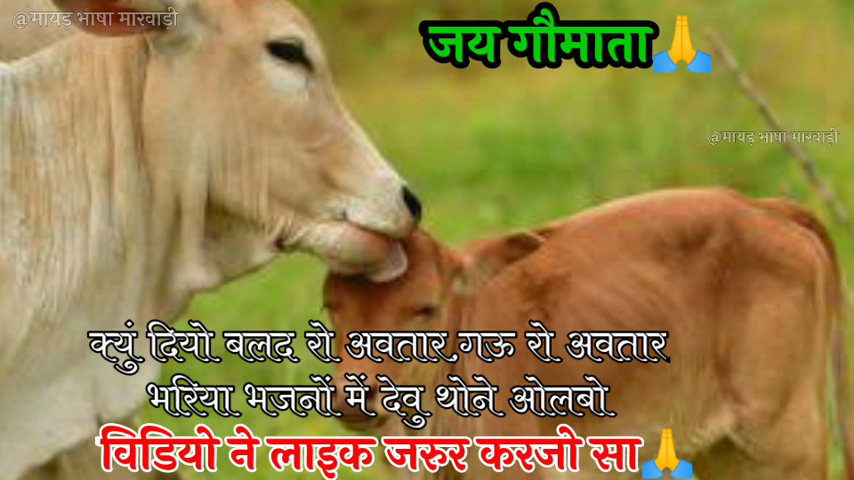 @मायड़ भाषा मारवाड़ी
जय गौमाता🙏
@मायड़ भाषा मारवाड़ी
क्युं दियो बलद रो अवतार,गऊ रो अवतार
भरिया भजनों में देवु थोने ओलबो
विडियो ने लाइक जरुर करजो सा🙏